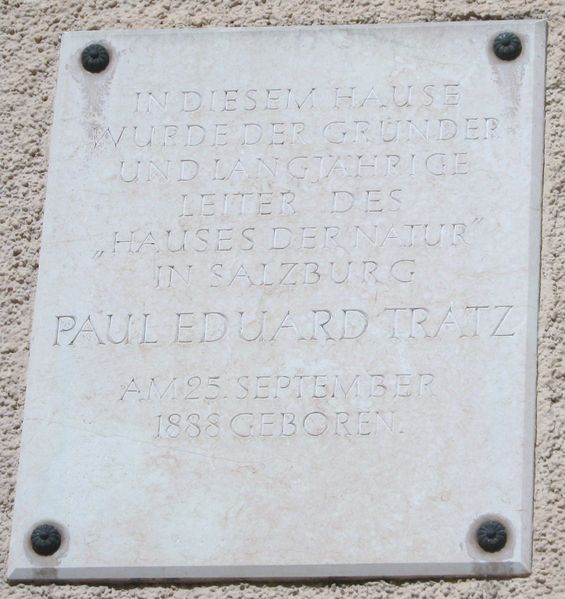 IN DIESEM HAUSE
WURDE DER GRÜNDER
UND LANGJÄHRIGE
LEITER DES
„HAUSES DER NATUR"
IN SALZBURG
PAUL EDUARD TRATZ
AM 25. SEPTEMBER
1888 GEBOREN.